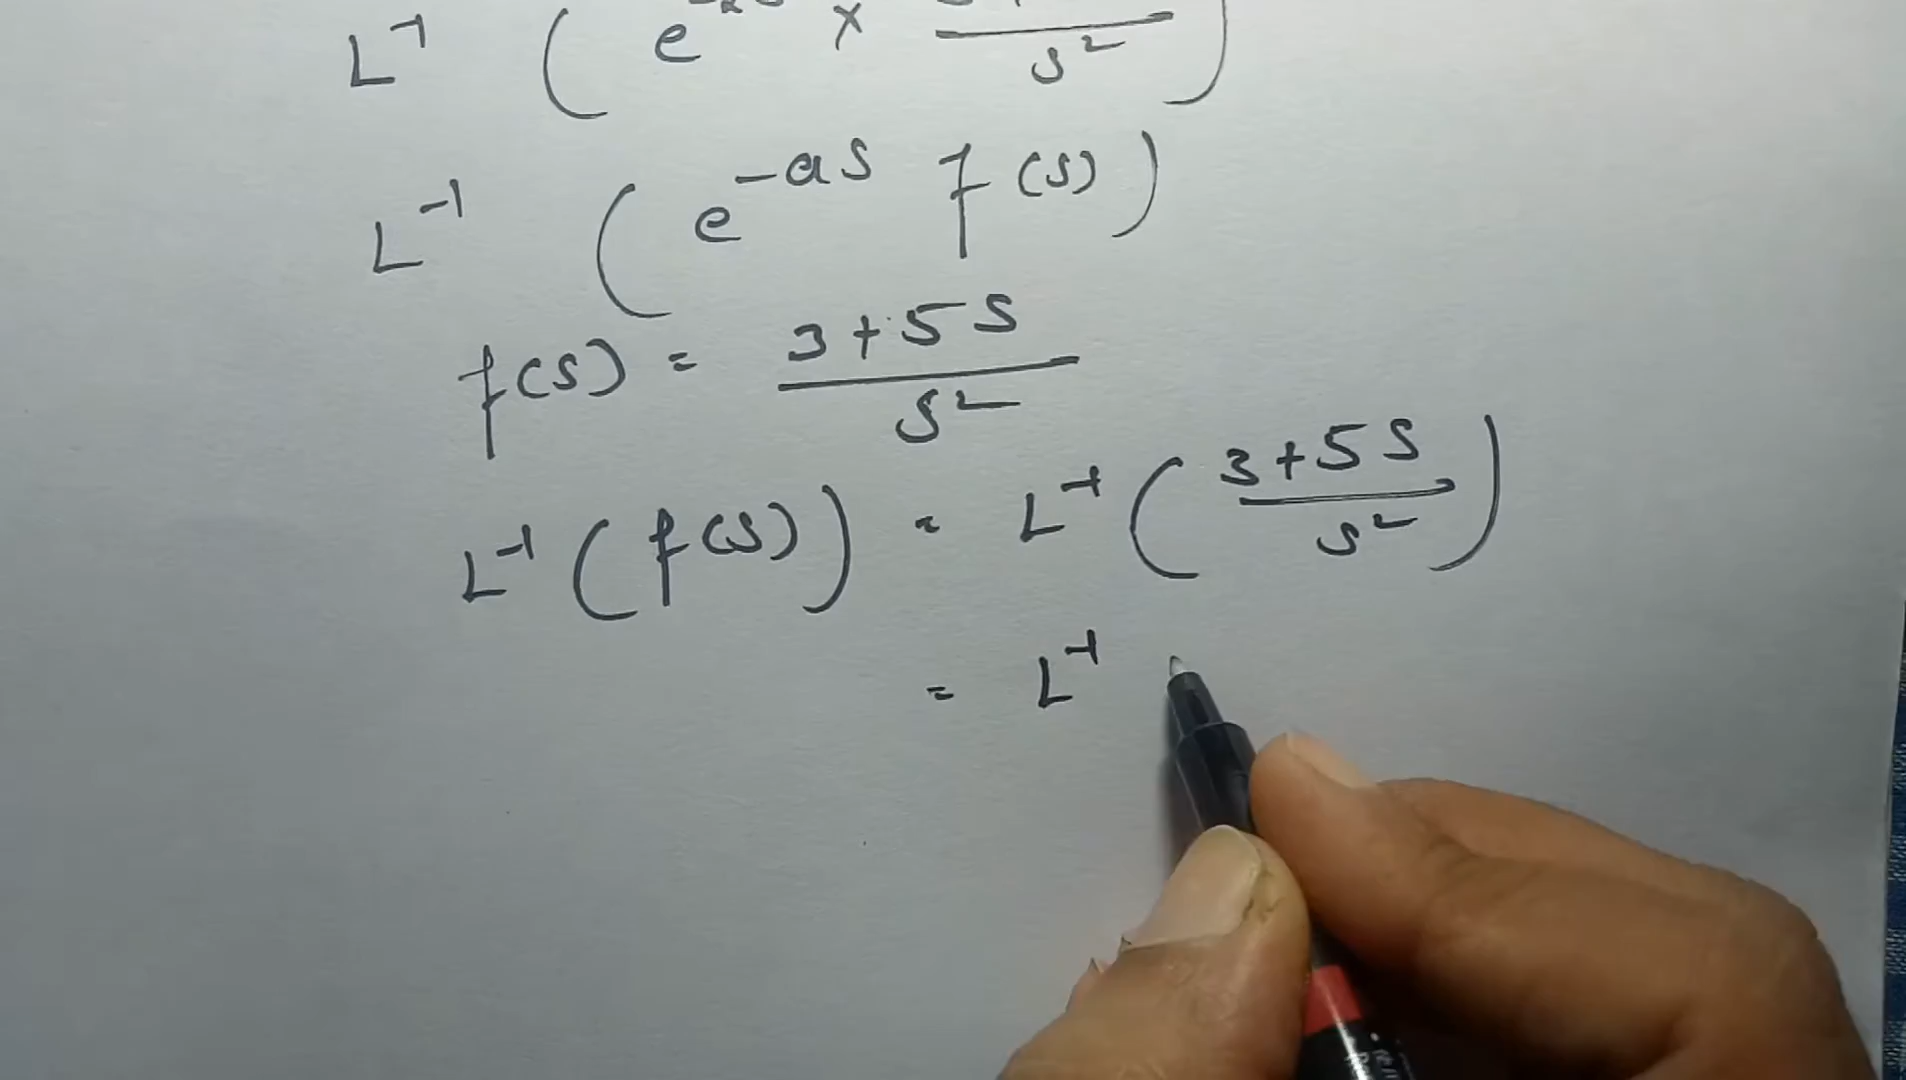 L⁻¹ ( e × / s² )
L⁻¹ ( e^-as f(s) )
f(s) = 3+5s / s²
L⁻¹ ( f(s) ) = L⁻¹ ( 3+5s / s² )
= L⁻¹